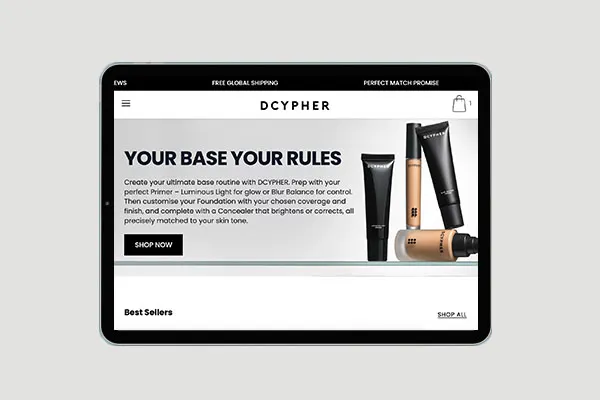 EWS FREE GLOBAL SHIPPING PERFECT MATCH PROMISE
DCYPHER 1
YOUR BASE YOUR RULES
Create your ultimate base routine with DCYPHER. Prep with your
perfect Primer – Luminous Light for glow or Blur Balance for control.
Then customise your Foundation with your chosen coverage and
finish, and complete with a Concealer that brightens or corrects, all
precisely matched to your skin tone.
SHOP NOW
DCYPHER
DCYPHER
DCYPHER
Best Sellers SHOP ALL